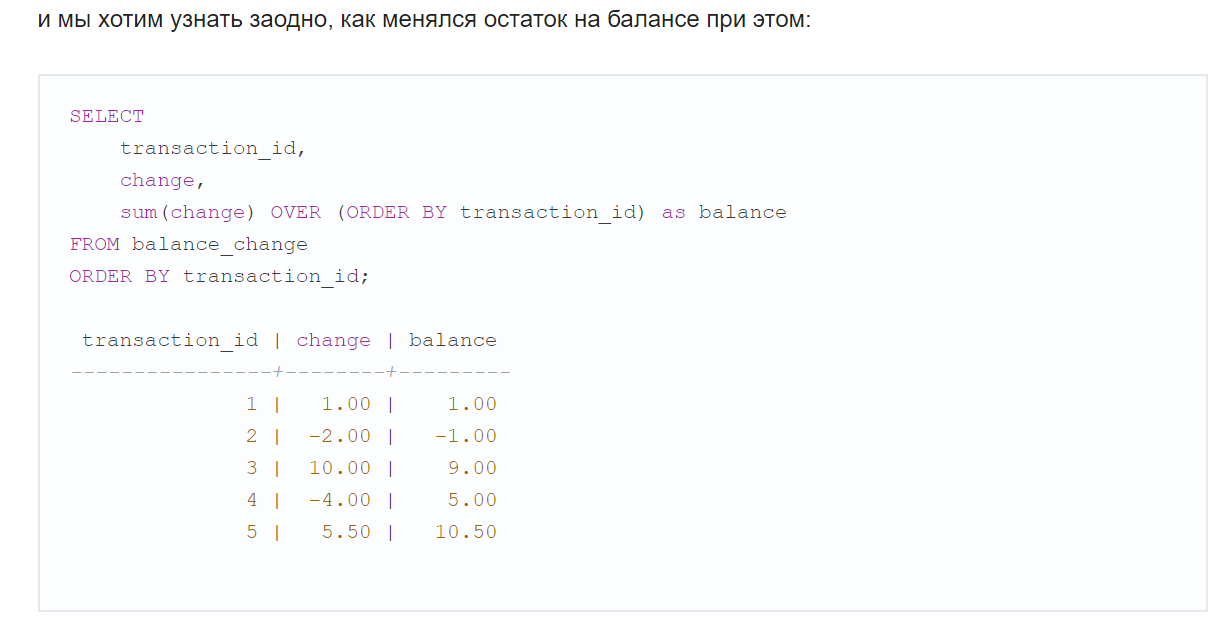 и мы хотим узнать заодно, как менялся остаток на балансе при этом:
SELECT
    transaction_id,
    change,
    sum(change) OVER (ORDER BY transaction_id) as balance
FROM balance_change
ORDER BY transaction_id;
 transaction_id | change | balance
----------------+--------+---------
              1 |   1.00 |    1.00
              2 |  -2.00 |   -1.00
              3 |  10.00 |    9.00
              4 |  -4.00 |    5.00
              5 |   5.50 |   10.50